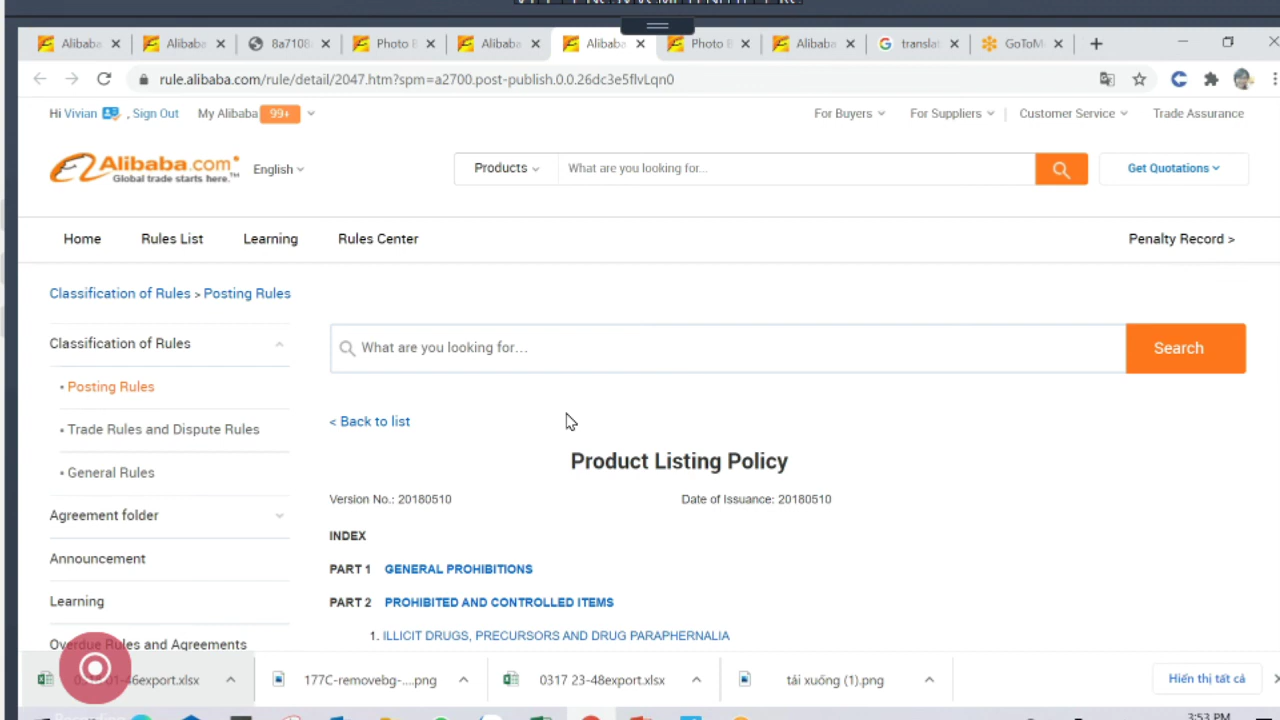 Alibaba
Alibaba
8a7108
Photo B
Alibaba
Alibaba
Photo B
Alibaba
translat
GoToM
rule.alibaba.com/rule/detail/2047.htm?spm=a2700.post-publish.0.0.26dc3e5flvLqn0
Hi Vivian , Sign Out My Alibaba 99+
For Buyers For Suppliers Customer Service Trade Assurance
Alibaba.com
Global trade starts here.™
English
Products What are you looking for...
Get Quotations
Home Rules List Learning Rules Center Penalty Record >
Classification of Rules > Posting Rules
Classification of Rules
• Posting Rules
• Trade Rules and Dispute Rules
• General Rules
Agreement folder
Announcement
Learning
Overdue Rules and Agreements
What are you looking for... Search
< Back to list
Product Listing Policy
Version No.: 20180510 Date of Issuance: 20180510
INDEX
PART 1 GENERAL PROHIBITIONS
PART 2 PROHIBITED AND CONTROLLED ITEMS
1. ILLICIT DRUGS, PRECURSORS AND DRUG PARAPHERNALIA
46export.xlsx 177C-removebg-....png 0317 23-48export.xlsx tải xuống (1).png Hiển thị tất cả
3:53 PM